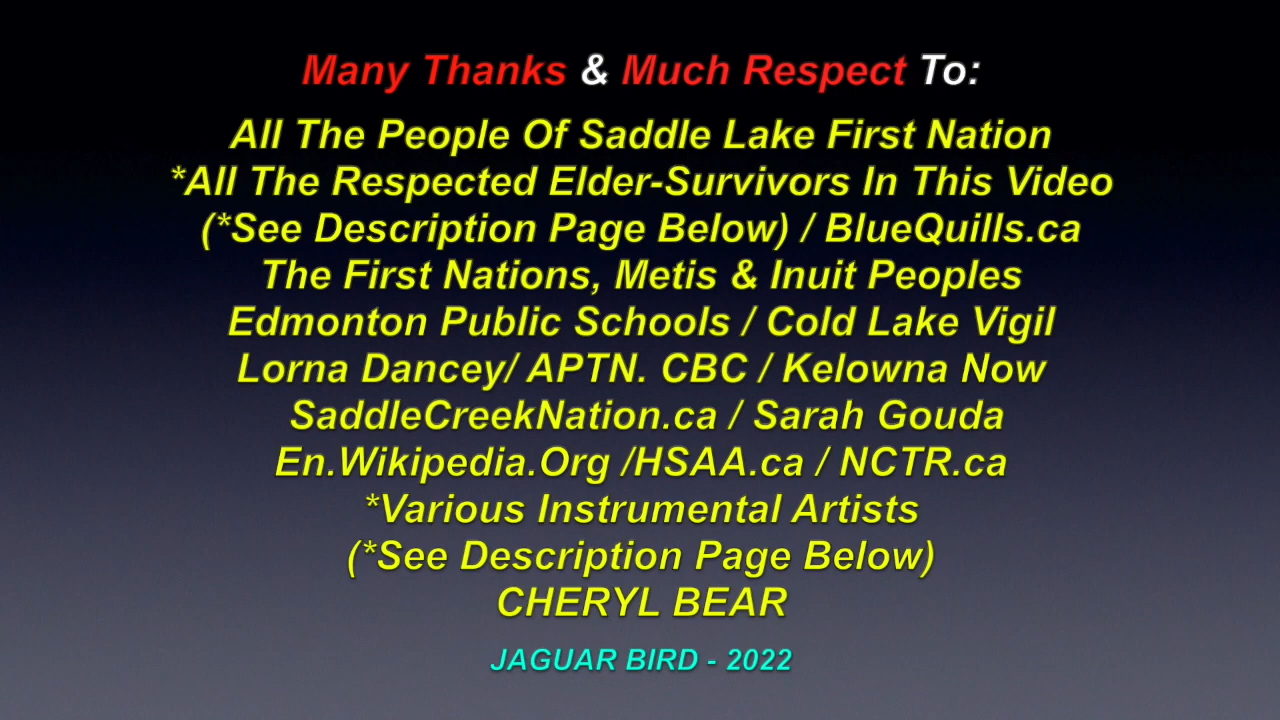 Many Thanks & Much Respect To:
All The People Of Saddle Lake First Nation
*All The Respected Elder-Survivors In This Video
(*See Description Page Below) / BlueQuills.ca
The First Nations, Metis & Inuit Peoples
Edmonton Public Schools / Cold Lake Vigil
Lorna Dancey/ APTN. CBC / Kelowna Now
SaddleCreekNation.ca / Sarah Gouda
En.Wikipedia.Org /HSAA.ca / NCTR.ca
*Various Instrumental Artists
(*See Description Page Below)
CHERYL BEAR
JAGUAR BIRD - 2022